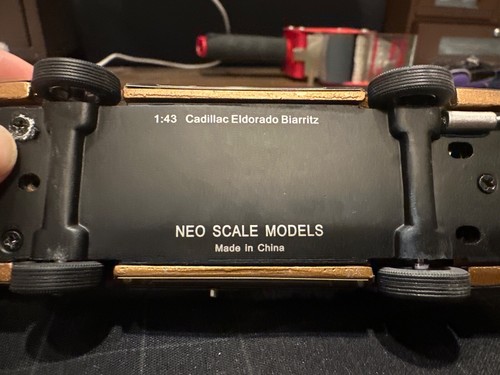 1:43 Cadillac Eldorado Biarritz
NEO SCALE MODELS
Made in China